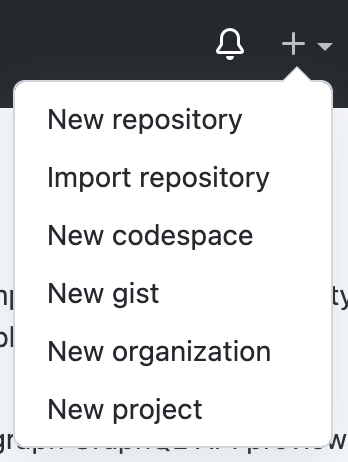 New repository
Import repository
New codespace
New gist
New organization
New project